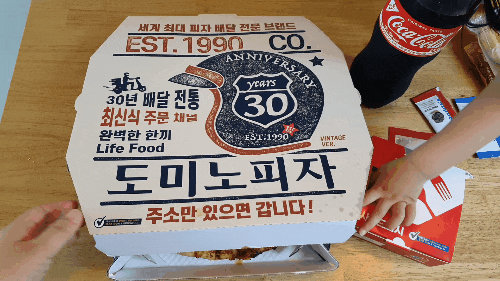 세계 최대 피자 배달 전문 브랜드
EST. 1990 CO.
ANNIVERSARY
years
30
EST.1990
30년 배달 전통
최신식 주문 채널
완벽한 한끼
Life Food
VINTAGE
VER.
도미노피자
주소만 있으면 갑니다!
Coca-Cola